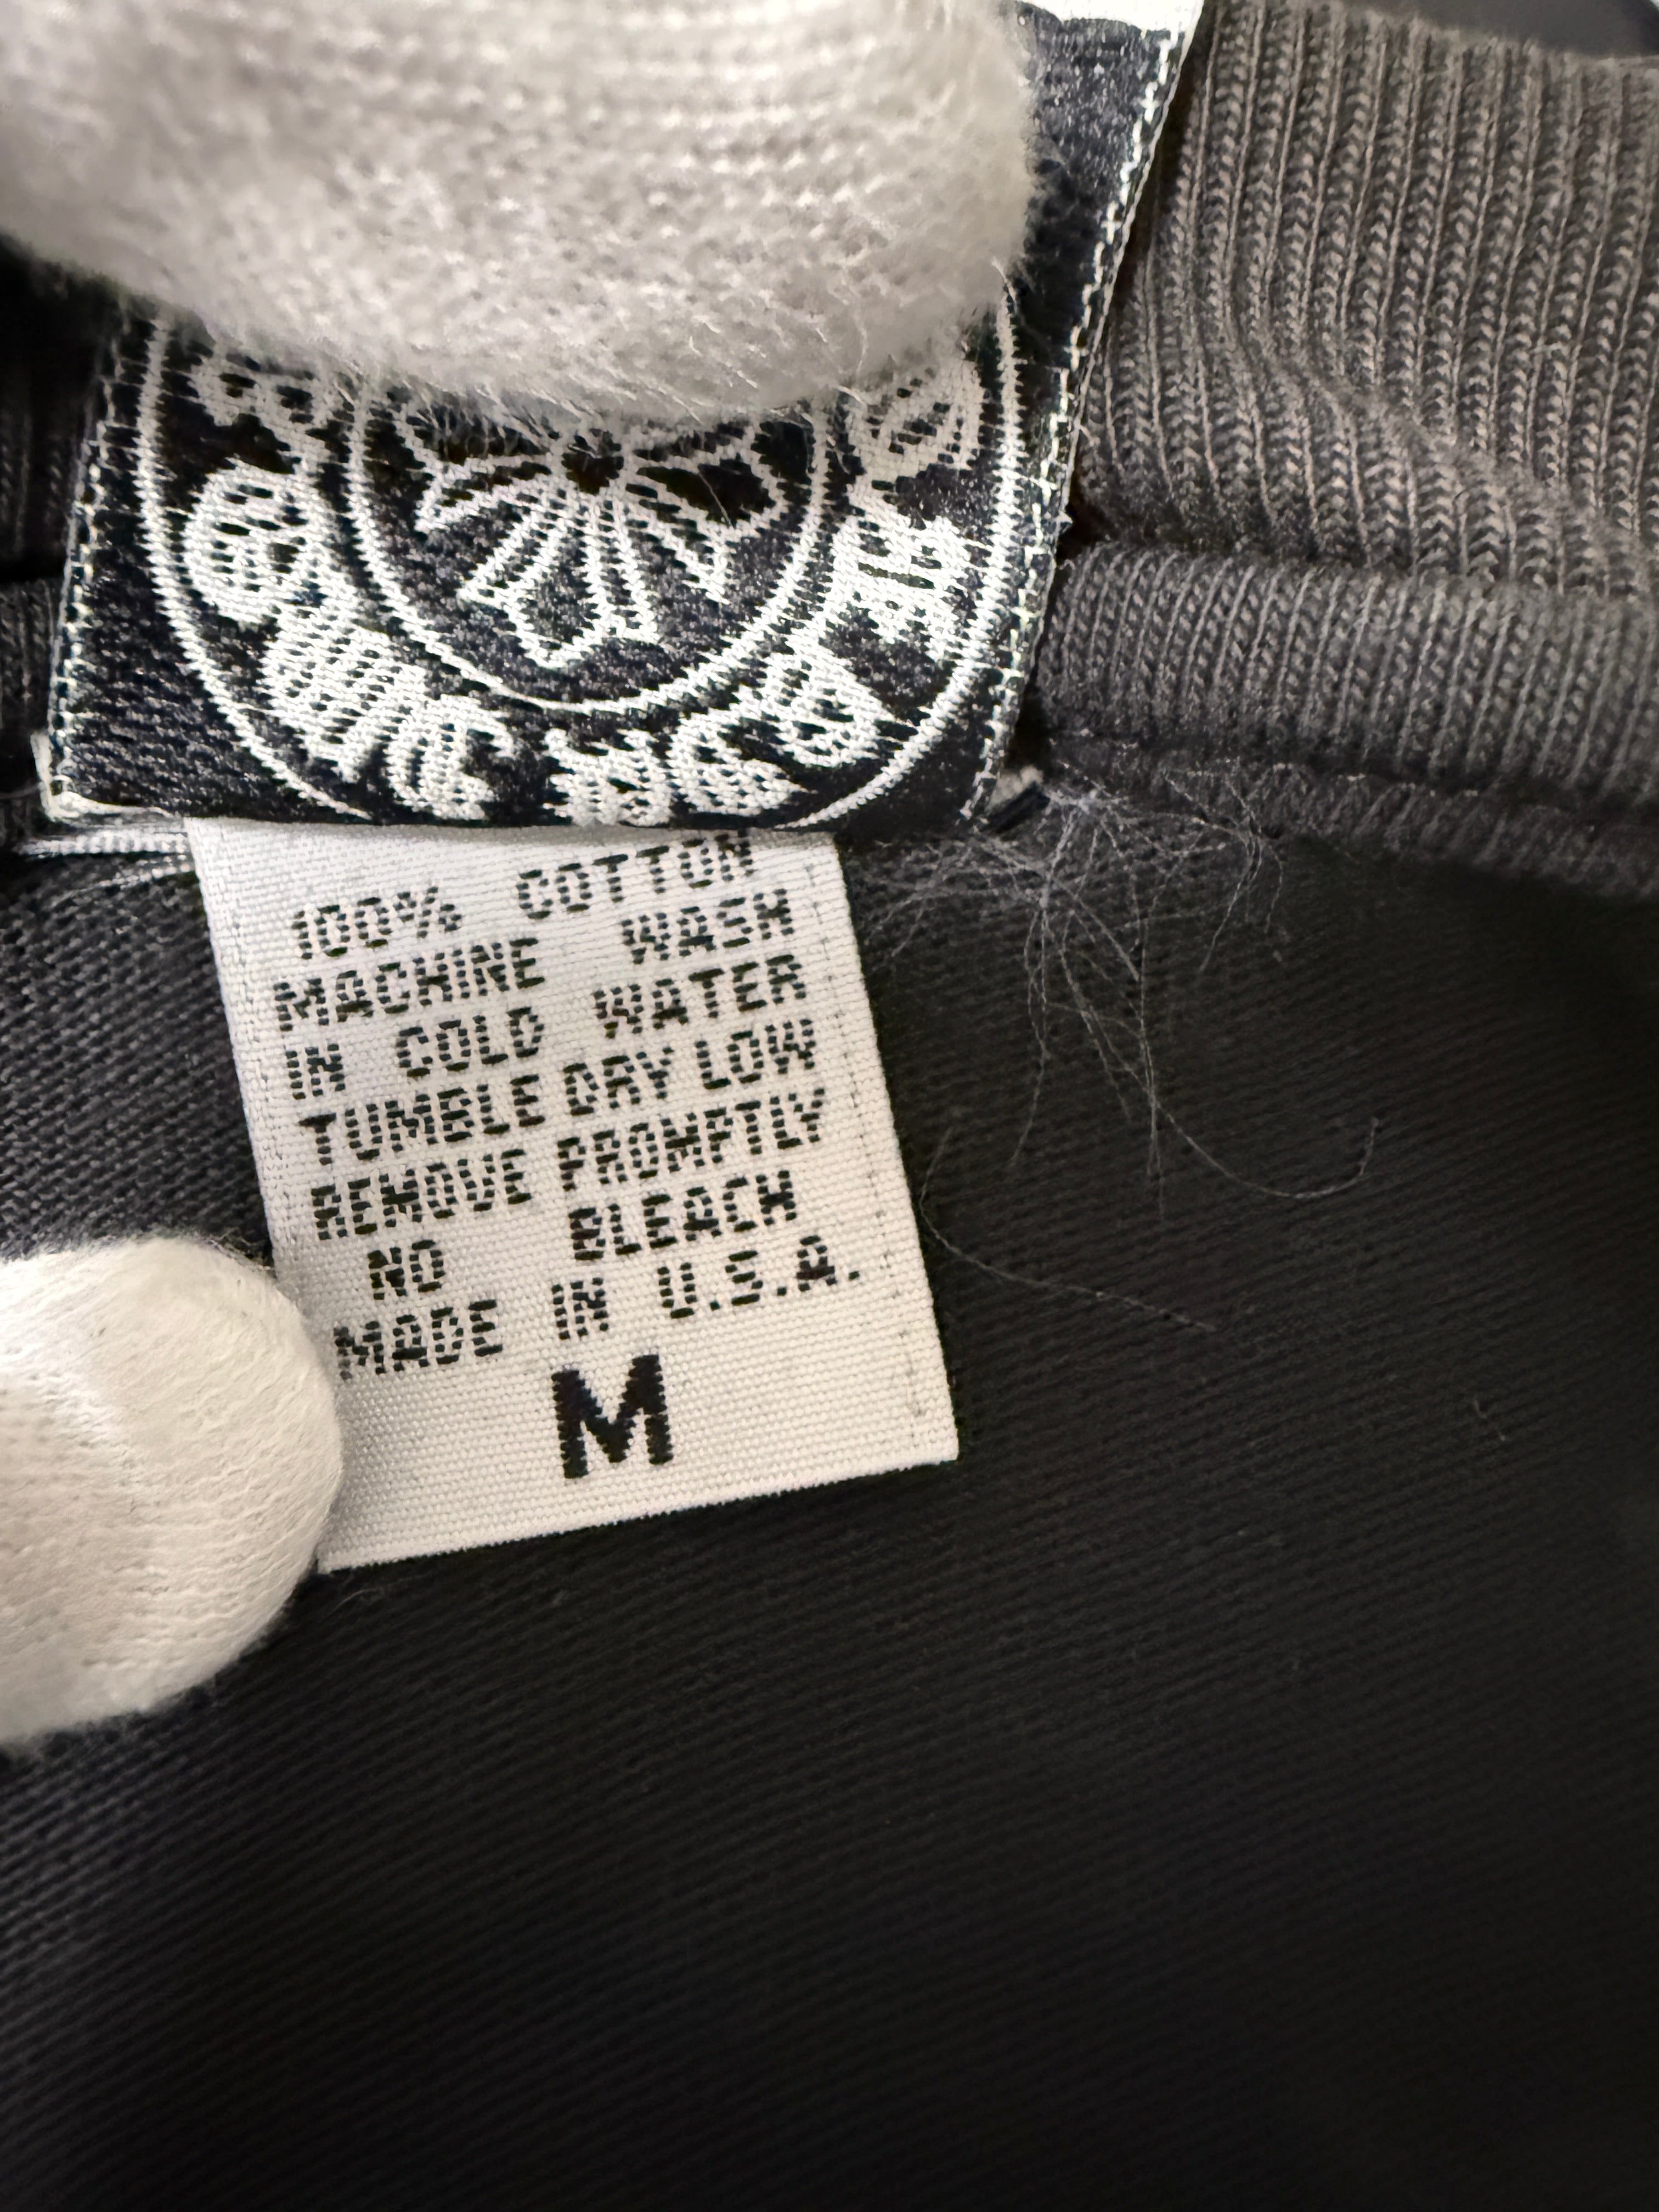 100% COTTON
MACHINE WASH
IN COLD WATER
TUMBLE DRY LOW
REMOVE PROMPTLY
NO BLEACH
MADE IN U.S.A.
M